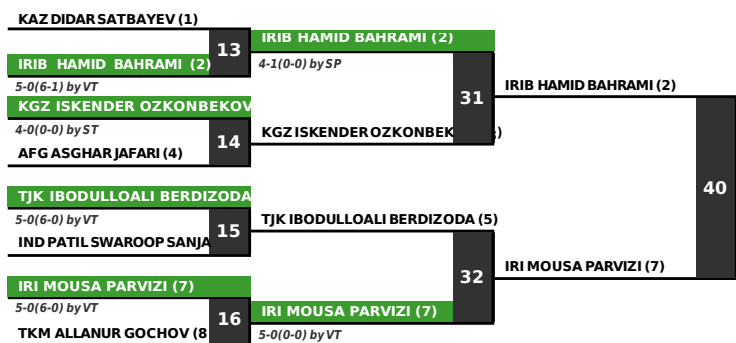 KAZ DIDAR SATBAYEV (1)
13
IRIB HAMID BAHRAMI (2)
5-0(6-1) by VT
KGZ ISKENDER OZKONBEKOV
4-0(0-0) by ST
14
AFG ASGHAR JAFARI (4)
TJK IBODULLOALI BERDIZODA
5-0(6-0) by VT
15
IND PATIL SWAROOP SANJA
IRI MOUSA PARVIZI (7)
5-0(6-0) by VT
16
TKM ALLANUR GOCHOV (8
IRIB HAMID BAHRAMI (2)
4-1(0-0) by SP
31
KGZ ISKENDER OZKONBEK
TJK IBODULLOALI BERDIZODA (5)
32
IRI MOUSA PARVIZI (7)
5-0(0-0) by VT
IRIB HAMID BAHRAMI (2)
40
IRI MOUSA PARVIZI (7)